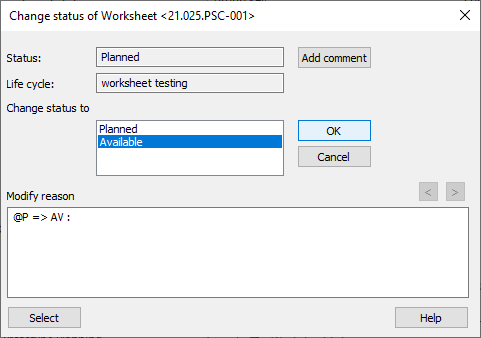 Change status of Worksheet <21.025.PSC-001>
Status:
Planned
Add comment
Life cycle:
worksheet testing
Change status to
Planned
Available
OK
Cancel
< >
Modify reason
@P => AV :
Select
Help